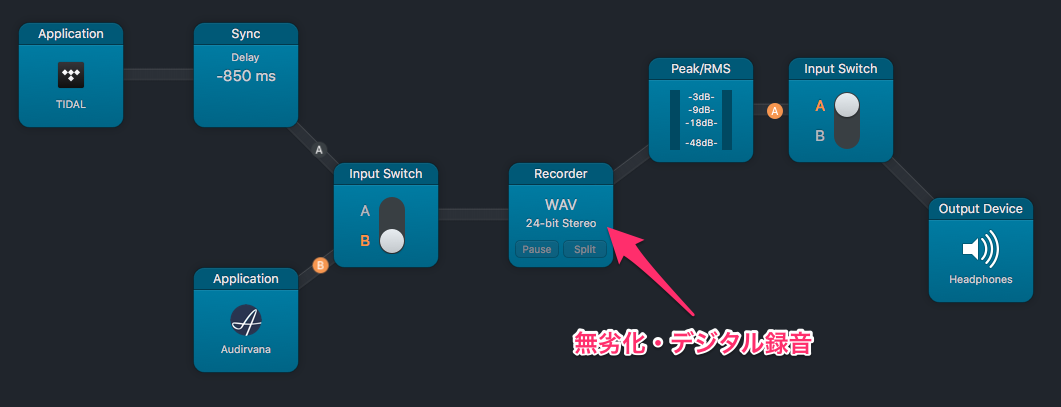 Application
TIDAL
Sync
Delay
-850 ms
A
Input Switch
A
B
B
Application
Audirvana
Recorder
WAV
24-bit Stereo
Pause
Split
Peak/RMS
-3dB-
-9dB-
-18dB-
-48dB-
A
Input Switch
A
B
Output Device
Headphones
無劣化・デジタル録音